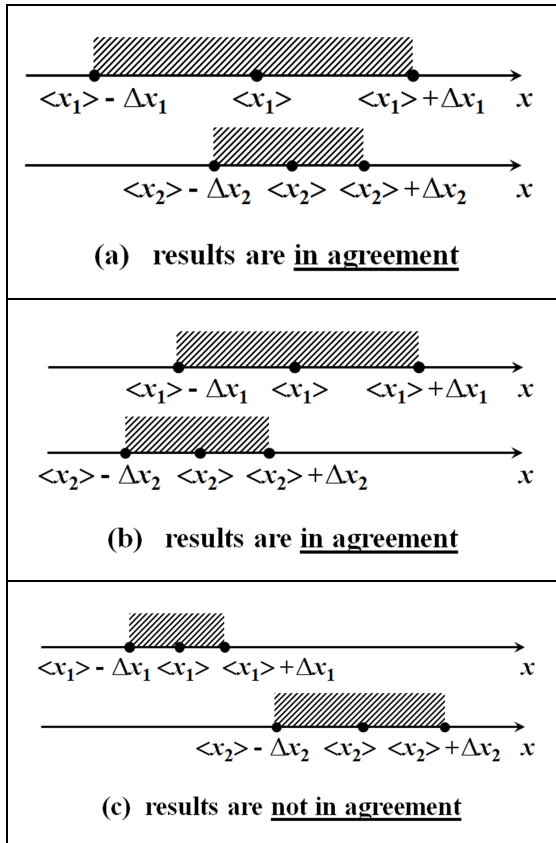 <x₁> - Δx₁ <x₁> <x₁> +Δx₁ x
<x₂> - Δx₂ <x₂> <x₂> +Δx₂ x
(a) results are in agreement
<x₁> - Δx₁ <x₁> <x₁> +Δx₁ x
<x₂> - Δx₂ <x₂> <x₂> +Δx₂ x
(b) results are in agreement
<x₁> - Δx₁ <x₁> <x₁> +Δx₁ x
<x₂> - Δx₂ <x₂> <x₂> +Δx₂ x
(c) results are not in agreement